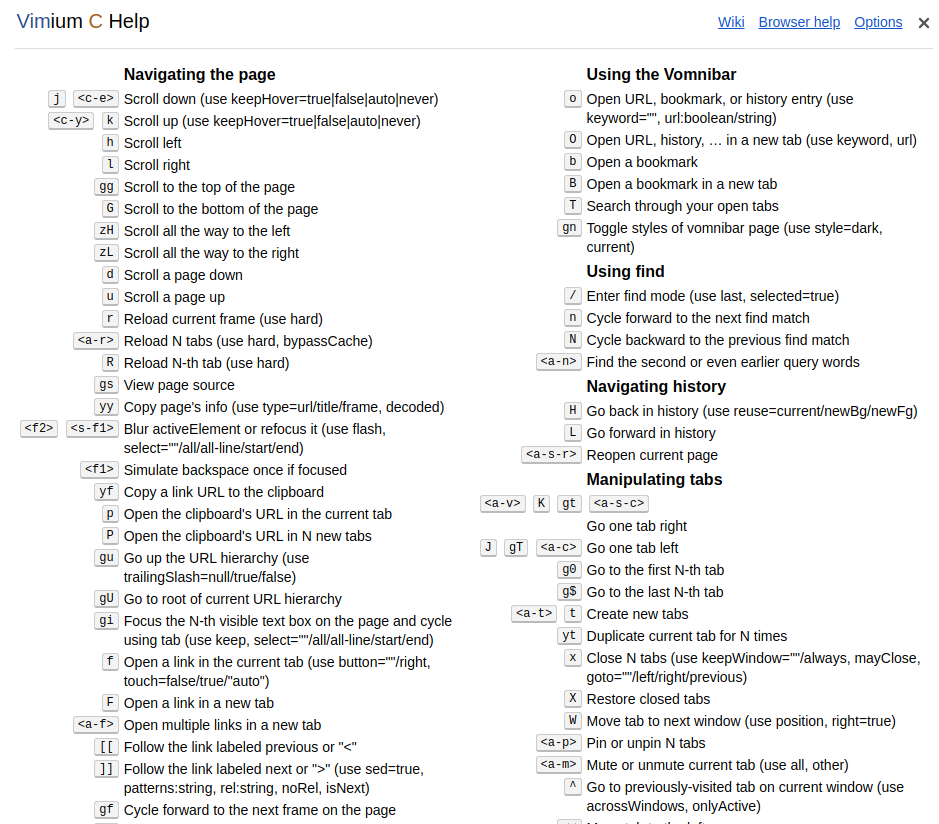 Vimium C Help
Wiki Browser help Options ×
Navigating the page
j <c-e> Scroll down (use keepHover=true|false|auto|never)
<c-y> k Scroll up (use keepHover=true|false|auto|never)
h Scroll left
l Scroll right
gg Scroll to the top of the page
G Scroll to the bottom of the page
zH Scroll all the way to the left
zL Scroll all the way to the right
d Scroll a page down
u Scroll a page up
r Reload current frame (use hard)
<a-r> Reload N tabs (use hard, bypassCache)
R Reload N-th tab (use hard)
gs View page source
yy Copy page's info (use type=url/title/frame, decoded)
<f2> <s-f1> Blur activeElement or refocus it (use flash,
select=""/all/all-line/start/end)
<f1> Simulate backspace once if focused
yf Copy a link URL to the clipboard
p Open the clipboard's URL in the current tab
P Open the clipboard's URL in N new tabs
gu Go up the URL hierarchy (use
trailingSlash=null/true/false)
gU Go to root of current URL hierarchy
gi Focus the N-th visible text box on the page and cycle
using tab (use keep, select=""/all/all-line/start/end)
f Open a link in the current tab (use button=""/right,
touch=false/true/"auto")
F Open a link in a new tab
<a-f> Open multiple links in a new tab
[[ Follow the link labeled previous or "<"
]] Follow the link labeled next or ">" (use sed=true,
patterns:string, rel:string, noRel, isNext)
gf Cycle forward to the next frame on the page
Using the Vomnibar
o Open URL, bookmark, or history entry (use
keyword="", url:boolean/string)
O Open URL, history, … in a new tab (use keyword, url)
b Open a bookmark
B Open a bookmark in a new tab
T Search through your open tabs
gn Toggle styles of vomnibar page (use style=dark,
current)
Using find
/ Enter find mode (use last, selected=true)
n Cycle forward to the next find match
N Cycle backward to the previous find match
<a-n> Find the second or even earlier query words
Navigating history
H Go back in history (use reuse=current/newBg/newFg)
L Go forward in history
<a-s-r> Reopen current page
Manipulating tabs
<a-v> K gt <a-s-c>
Go one tab right
J gT <a-c> Go one tab left
g0 Go to the first N-th tab
g$ Go to the last N-th tab
<a-t> t Create new tabs
yt Duplicate current tab for N times
x Close N tabs (use keepWindow=""/always, mayClose,
goto=""/left/right/previous)
X Restore closed tabs
W Move tab to next window (use position, right=true)
<a-p> Pin or unpin N tabs
<a-m> Mute or unmute current tab (use all, other)
^ Go to previously-visited tab on current window (use
acrossWindows, onlyActive)